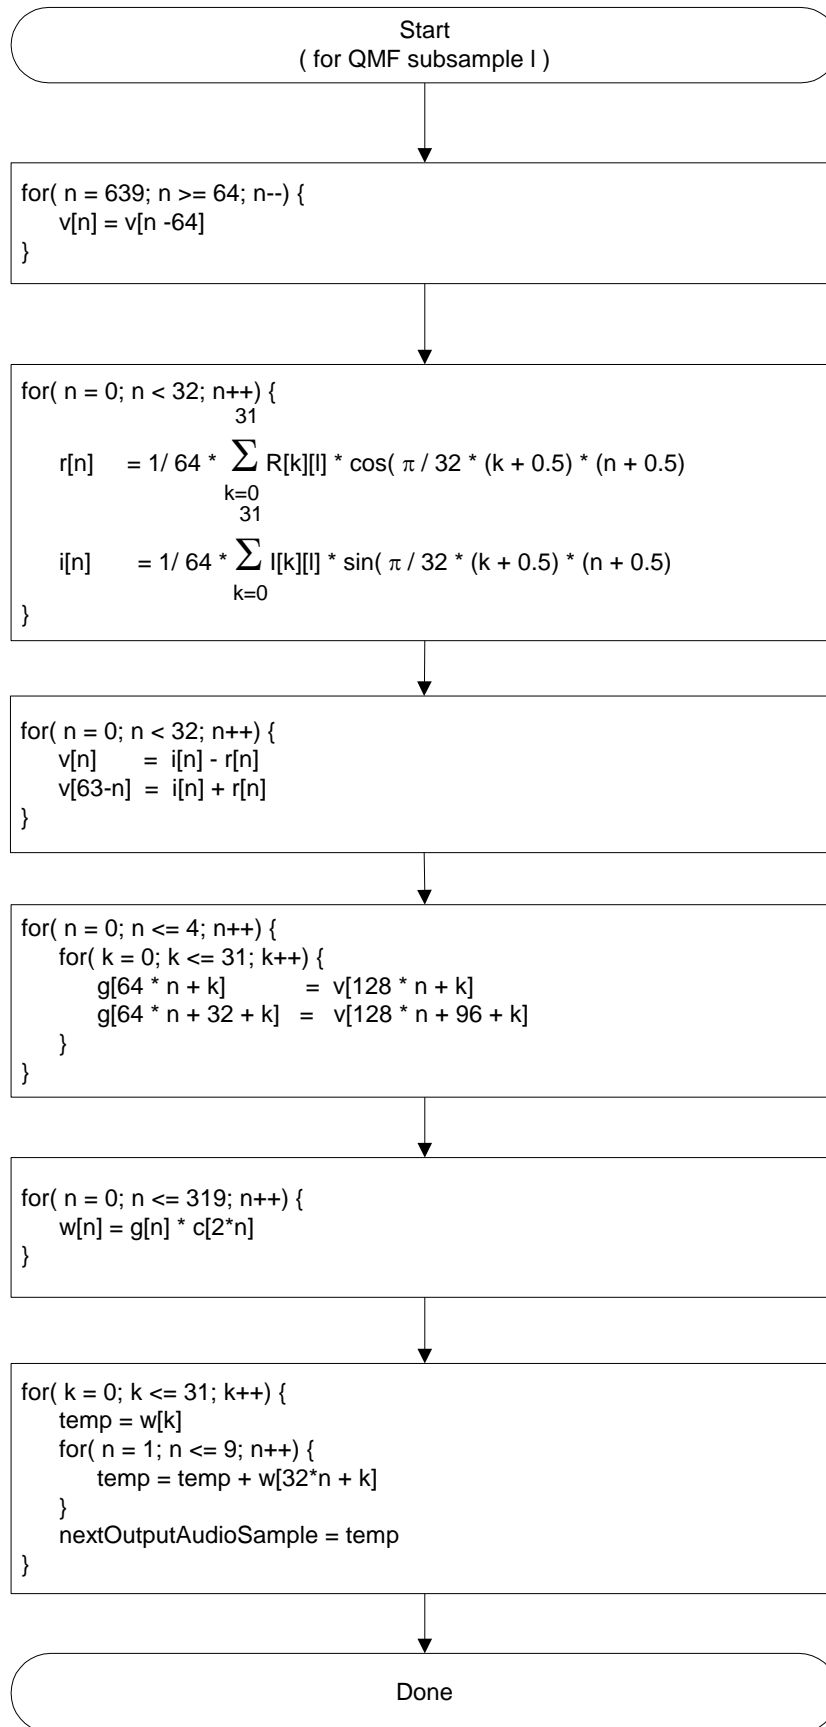 Start
( for QMF subsample l )
for( n = 639; n >= 64; n--) {
v[n] = v[n -64]
}
for( n = 0; n < 32; n++) {
31
r[n] = 1/ 64 * Σ R[k][l] * cos( π / 32 * (k + 0.5) * (n + 0.5)
k=0
31
i[n] = 1/ 64 * Σ I[k][l] * sin( π / 32 * (k + 0.5) * (n + 0.5)
k=0
}
for( n = 0; n < 32; n++) {
v[n] = i[n] - r[n]
v[63-n] = i[n] + r[n]
}
for( n = 0; n <= 4; n++) {
for( k = 0; k <= 31; k++) {
g[64 * n + k] = v[128 * n + k]
g[64 * n + 32 + k] = v[128 * n + 96 + k]
}
}
for( n = 0; n <= 319; n++) {
w[n] = g[n] * c[2*n]
}
for( k = 0; k <= 31; k++) {
temp = w[k]
for( n = 1; n <= 9; n++) {
temp = temp + w[32*n + k]
}
nextOutputAudioSample = temp
}
Done